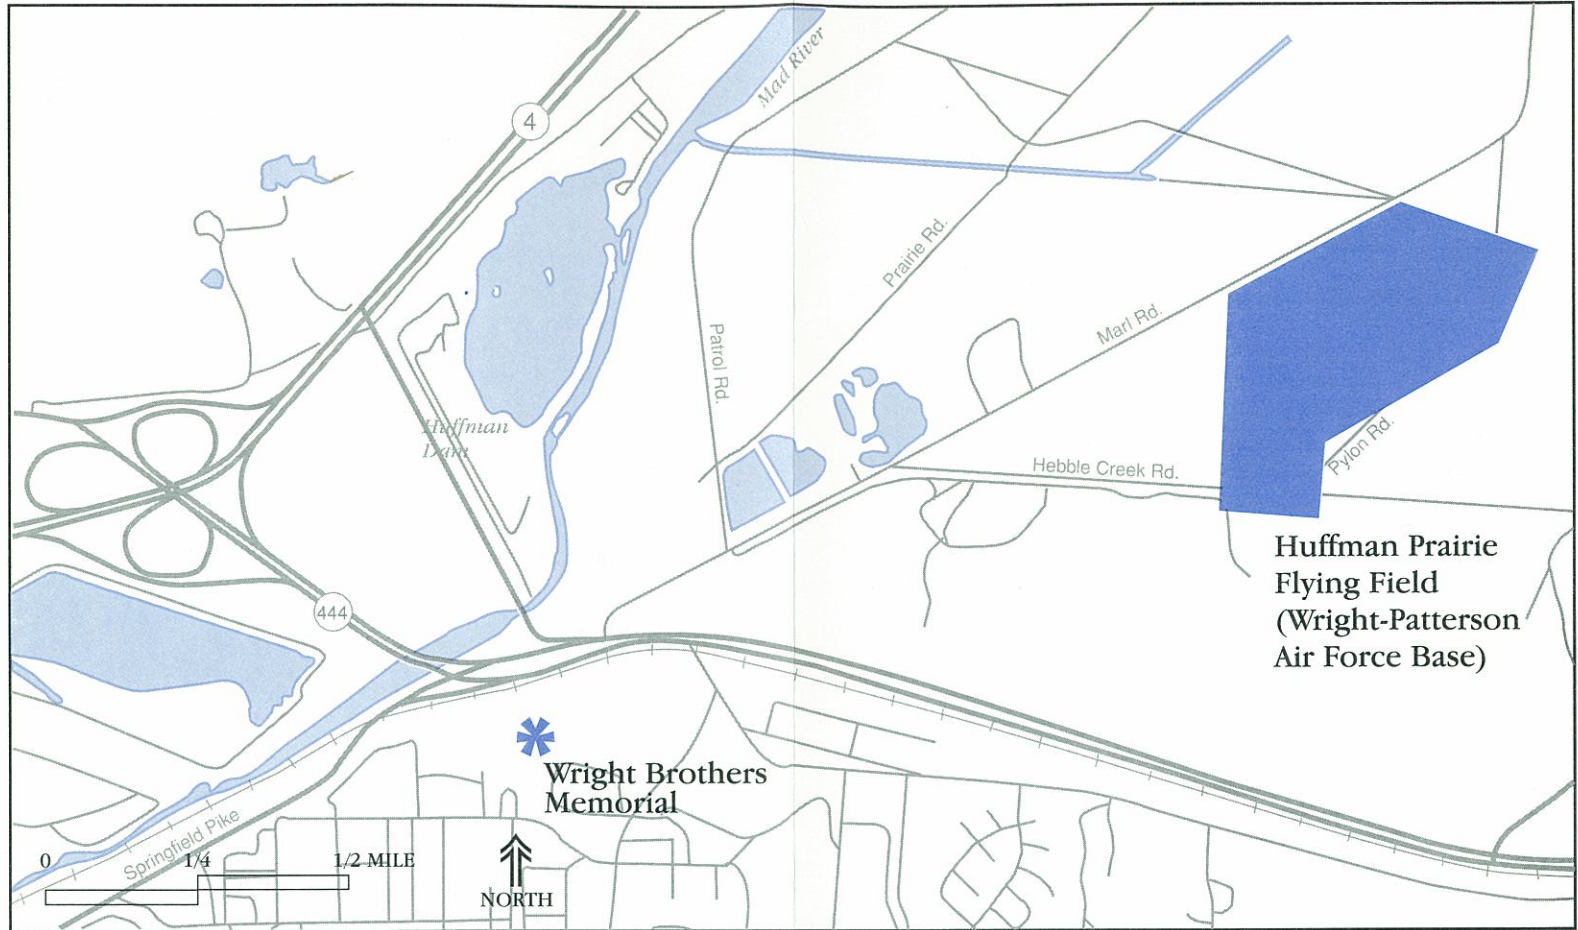 Mad River
4
Prairie Rd.
Patrol Rd.
Marl Rd.
Huffman
Dam
Hebble Creek Rd.
Pylon Rd.
Huffman Prairie
Flying Field
(Wright-Patterson
Air Force Base)
444
Wright Brothers
Memorial
Springfield Pike
0 1/4 1/2 MILE
NORTH